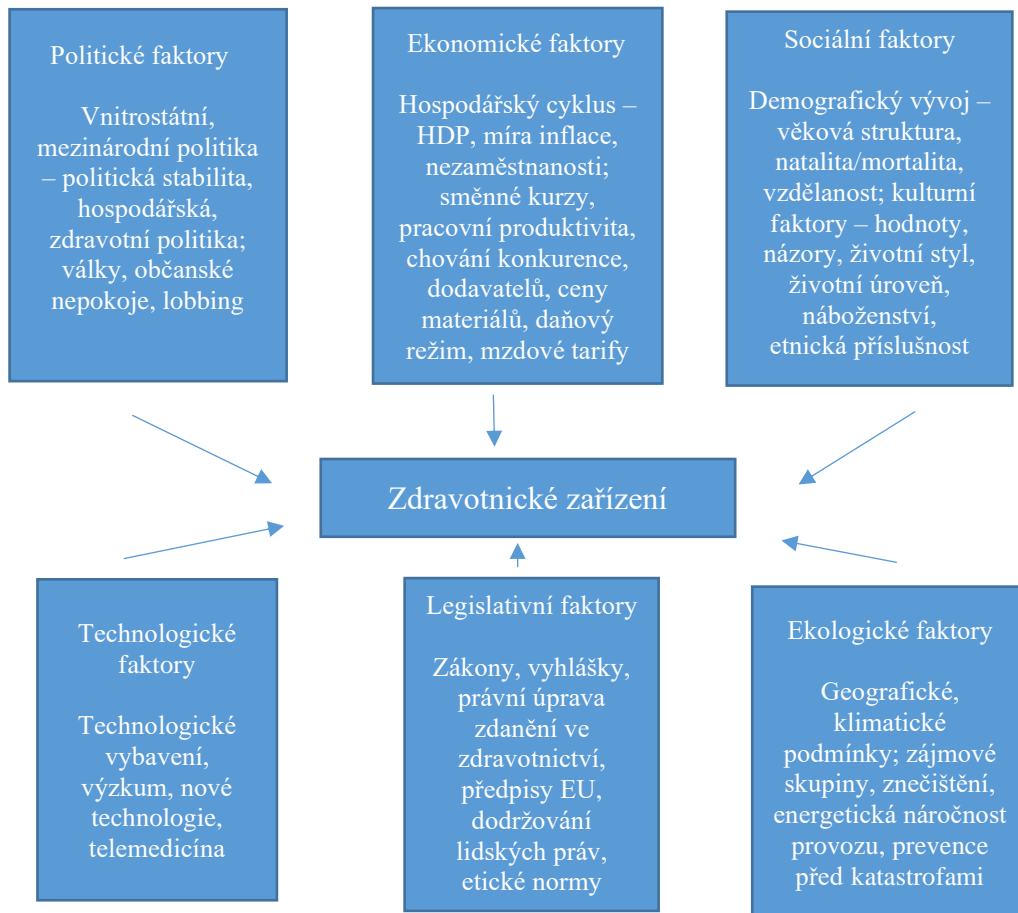 Politické faktory
Vnitrostátní,
mezinárodní politika
– politická stabilita,
hospodářská,
zdravotní politika;
války, občanské
nepokoje, lobbing
Ekonomické faktory
Hospodářský cyklus –
HDP, míra inflace,
nezaměstnanosti;
směnné kurzy,
pracovní produktivita,
chování konkurence,
dodavatelů, ceny
materiálů, daňový
režim, mzdové tarify
Sociální faktory
Demografický vývoj –
věková struktura,
natalita/mortalita,
vzdělanost; kulturní
faktory – hodnoty,
názory, životní styl,
životní úroveň,
náboženství,
etnická příslušnost
Zdravotnické zařízení
Technologické
faktory
Technologické
vybavení,
výzkum, nové
technologie,
telemedicína
Legislativní faktory
Zákony, vyhlášky,
právní úprava
zdanění ve
zdravotnictví,
předpisy EU,
dodržování
lidských práv,
etické normy
Ekologické faktory
Geografické,
klimatické
podmínky; zájmové
skupiny, znečištění,
energetická náročnost
provozu, prevence
před katastrofami